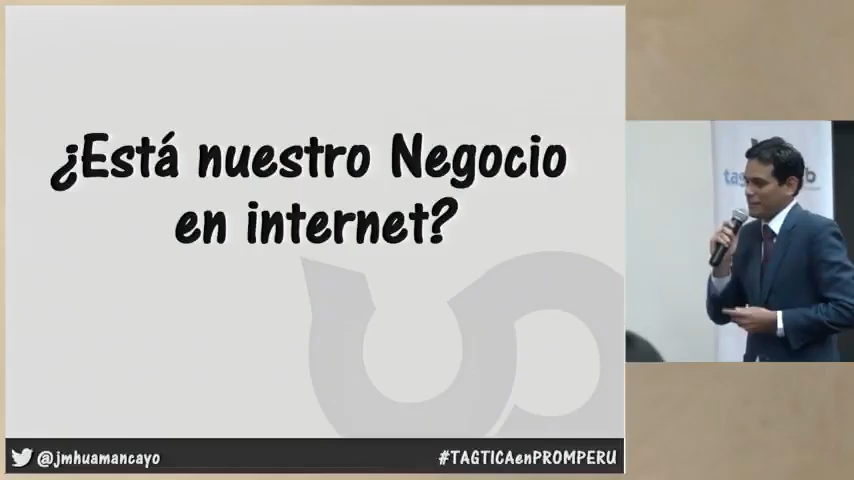 ¿Está nuestro Negocio
en internet?
@jmhuamancayo
#TAGTICAenPROMPERU